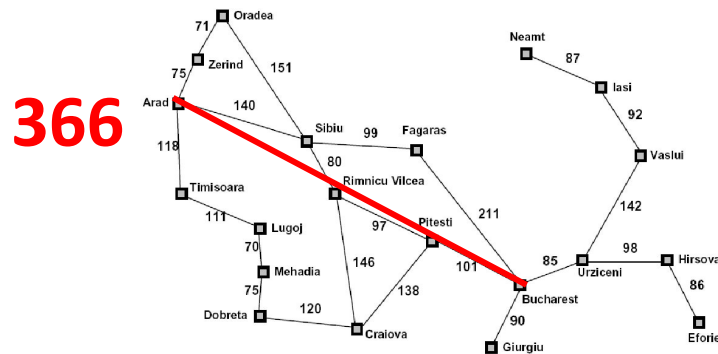 Oradea
71
Neamt
87
Zerind
151
75
Iasi
Arad
140
92
366
Sibiu
99
Fagaras
118
80
Vaslui
Timisoara
Rimnicu Vilcea
142
111
211
Lugoj
97
Pitesti
70
98
Hirsova
146
85
Mehadia
101
Urziceni
75
138
86
Bucharest
120
90
Dobreta
Craiova
Eforie
Giurgiu